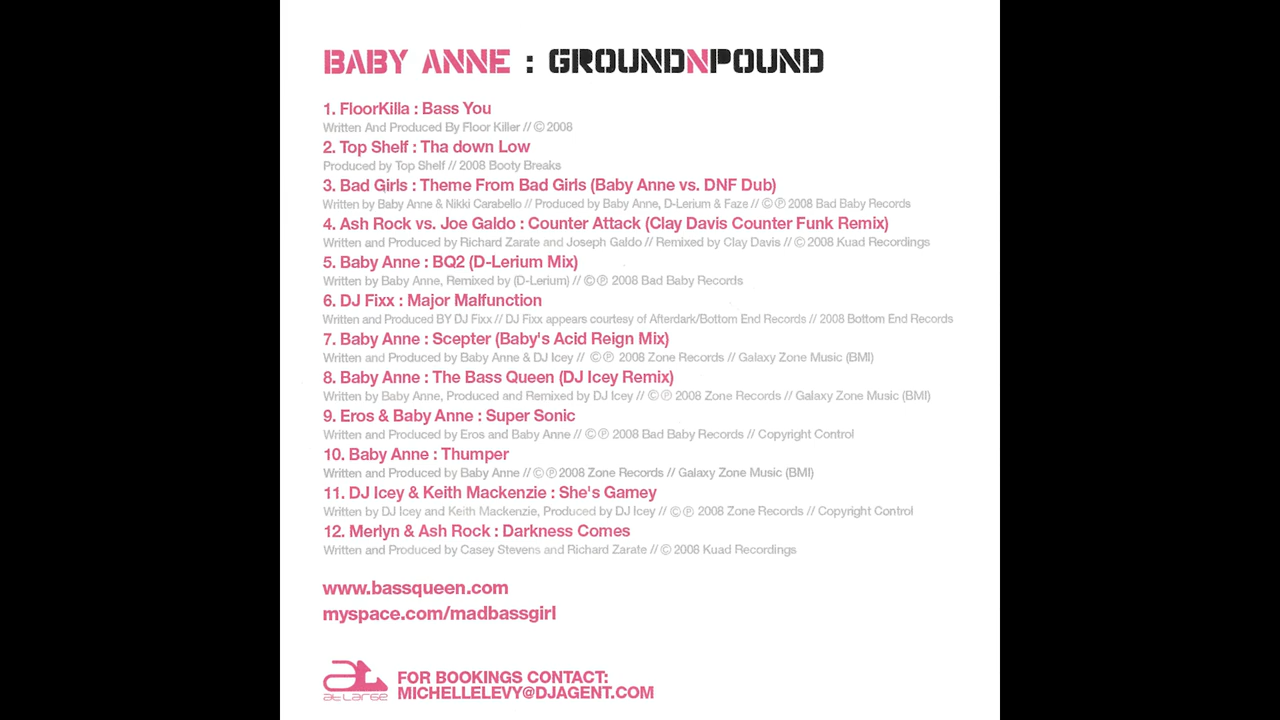 BABY ANNE : GROUNDNPOUND
1. FloorKilla : Bass You
Written And Produced By Floor Killer // © 2008
2. Top Shelf : Tha down Low
Produced by Top Shelf // 2008 Booty Breaks
3. Bad Girls : Theme From Bad Girls (Baby Anne vs. DNF Dub)
Written by Baby Anne & Nikki Carabello // Produced by Baby Anne, D-Lerium & Faze // © ℗ 2008 Bad Baby Records
4. Ash Rock vs. Joe Galdo : Counter Attack (Clay Davis Counter Funk Remix)
Written and Produced by Richard Zarate and Joseph Galdo // Remixed by Clay Davis // © 2008 Kuad Recordings
5. Baby Anne : BQ2 (D-Lerium Mix)
Written by Baby Anne, Remixed by (D-Lerium) // © ℗ 2008 Bad Baby Records
6. DJ Fixx : Major Malfunction
Written and Produced BY DJ Fixx // DJ Fixx appears courtesy of Afterdark/Bottom End Records // 2008 Bottom End Records
7. Baby Anne : Scepter (Baby's Acid Reign Mix)
Written and Produced by Baby Anne & DJ Icey // © ℗ 2008 Zone Records // Galaxy Zone Music (BMI)
8. Baby Anne : The Bass Queen (DJ Icey Remix)
Written by Baby Anne, Produced and Remixed by DJ Icey // © ℗ 2008 Zone Records // Galaxy Zone Music (BMI)
9. Eros & Baby Anne : Super Sonic
Written and Produced by Eros and Baby Anne // © ℗ 2008 Bad Baby Records // Copyright Control
10. Baby Anne : Thumper
Written and Produced by Baby Anne // © ℗ 2008 Zone Records // Galaxy Zone Music (BMI)
11. DJ Icey & Keith Mackenzie : She's Gamey
Written by DJ Icey and Keith Mackenzie, Produced by DJ Icey // © ℗ 2008 Zone Records // Copyright Control
12. Merlyn & Ash Rock : Darkness Comes
Written and Produced by Casey Stevens and Richard Zarate // © 2008 Kuad Recordings
www.bassqueen.com
myspace.com/madbassgirl
FOR BOOKINGS CONTACT:
MICHELLELEVY@DJAGENT.COM
at Large